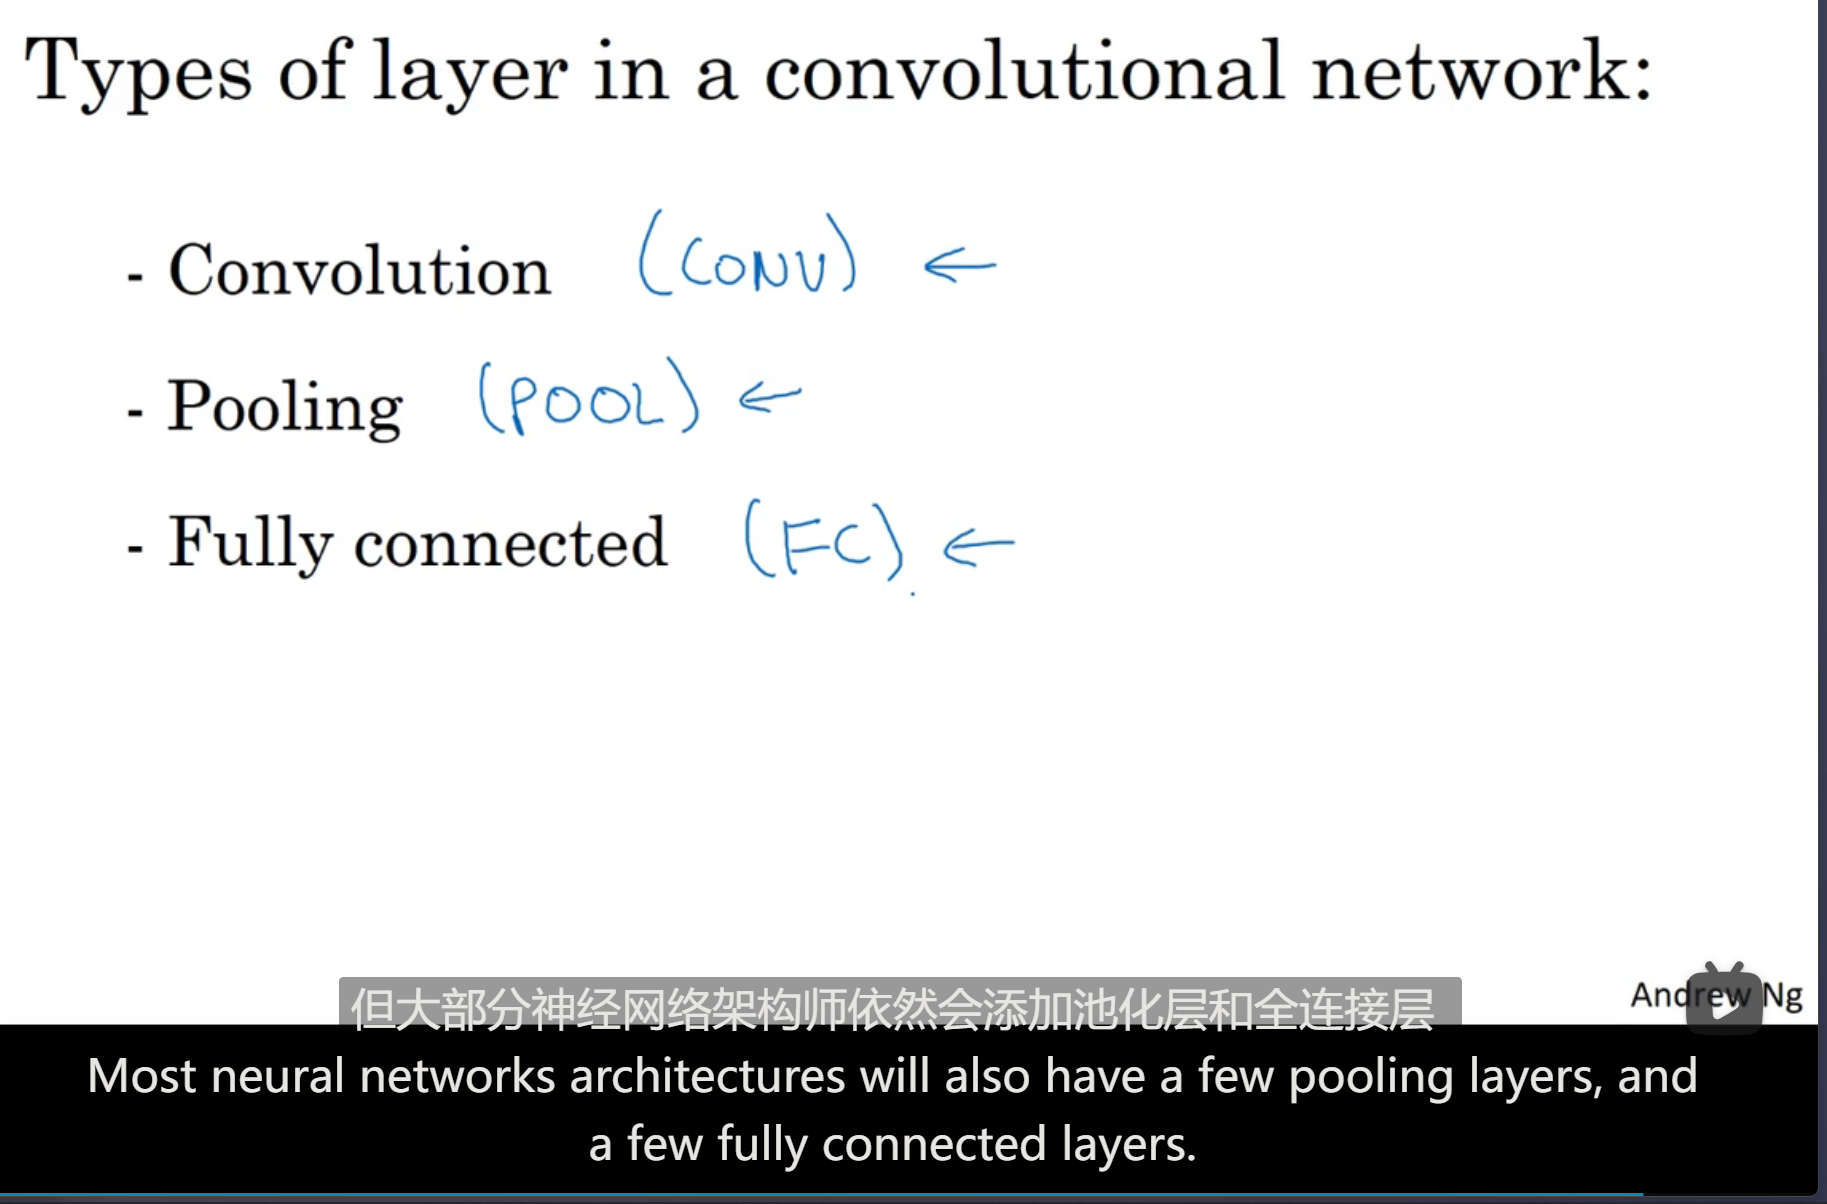 Types of layer in a convolutional network:
- Convolution (CONV) ←
- Pooling (POOL) ←
- Fully connected (FC) ←
但大部分神经网络架构师依然会添加池化层和全连接层
Andrew Ng
Most neural networks architectures will also have a few pooling layers, and
a few fully connected layers.